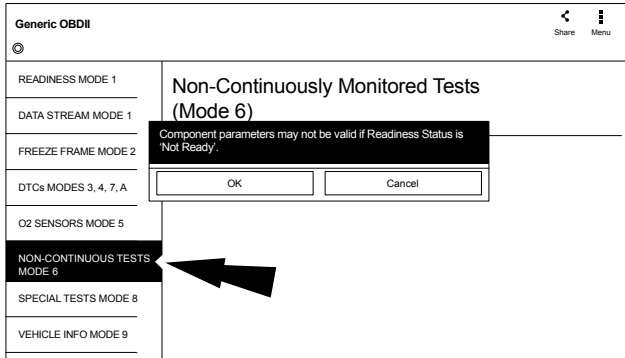 Generic OBDII
Share
Menu
READINESS MODE 1
DATA STREAM MODE 1
FREEZE FRAME MODE 2
DTCs MODES 3, 4, 7, A
O2 SENSORS MODE 5
NON-CONTINUOUS TESTS
MODE 6
SPECIAL TESTS MODE 8
VEHICLE INFO MODE 9
Non-Continuously Monitored Tests
(Mode 6)
Component parameters may not be valid if Readiness Status is
‘Not Ready’.
OK
Cancel